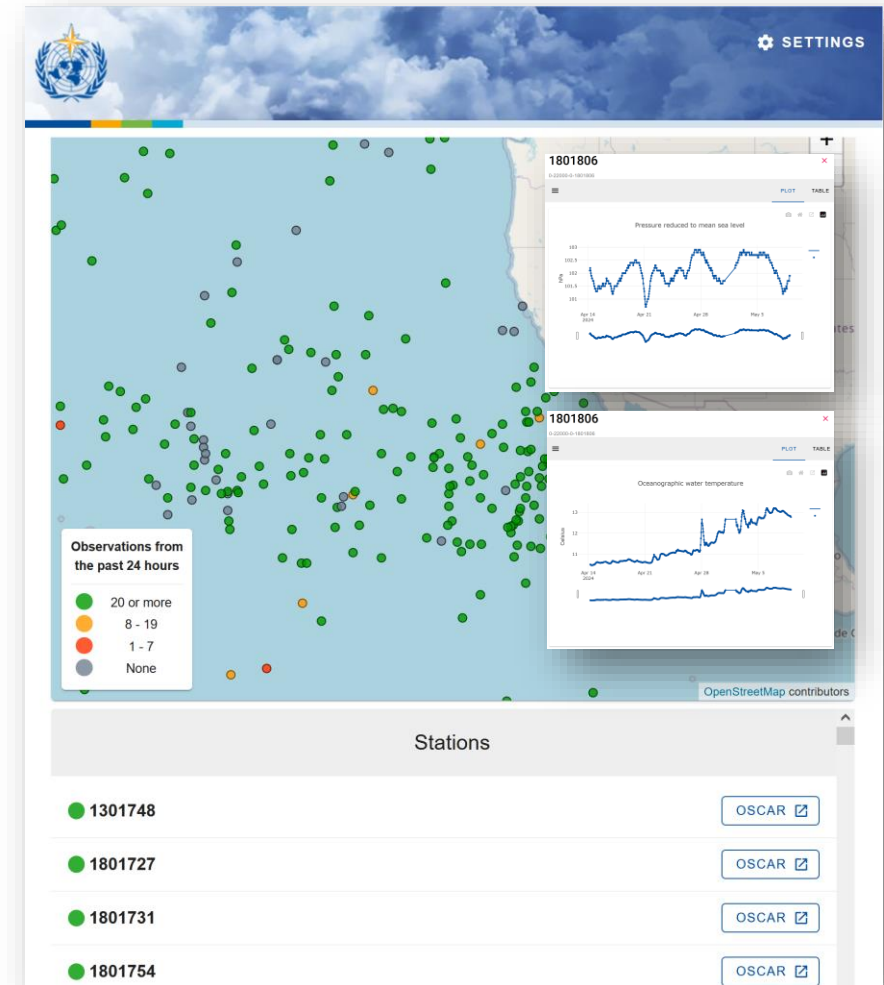 SETTINGS
+
1801806
×
0-22000-0-1801806
PLOT TABLE
Pressure reduced to mean sea level
103
102.5
102
101.5
101
hPa
Apr 14
2024
Apr 21
Apr 28
May 5
tes
1801806
×
0-22000-0-1801806
PLOT TABLE
Oceanographic water temperature
13
12
11
Celsius
Apr 14
2024
Apr 21
Apr 28
May 5
Observations from
the past 24 hours
20 or more
8 - 19
1 - 7
None
de
OpenStreetMap contributors
Stations
1301748 OSCAR
1801727 OSCAR
1801731 OSCAR
1801754 OSCAR